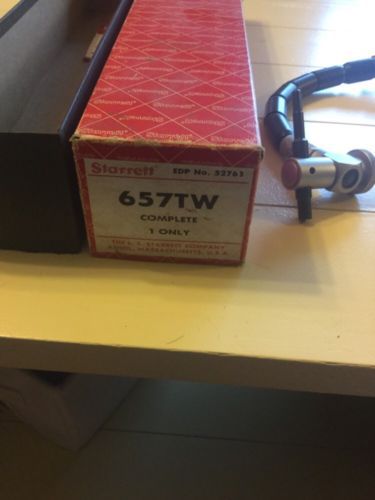 Starrett EDP No. 52763
657TW
COMPLETE
1 ONLY
THE L. S. STARRETT COMPANY
ATHOL, MASSACHUSETTS, U.S.A.